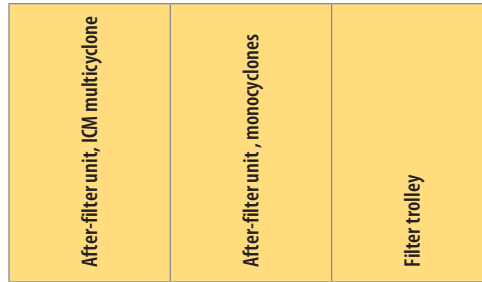 After-filter unit, ICM multicyclone
After-filter unit , monocyclones
Filter trolley